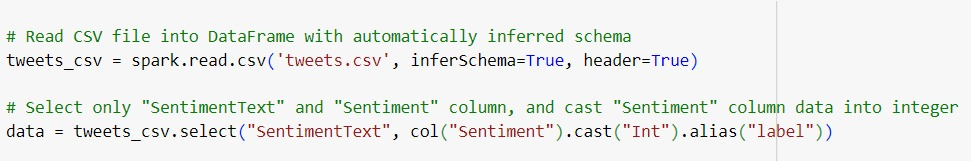 # Read CSV file into DataFrame with automatically inferred schema
tweets_csv = spark.read.csv('tweets.csv', inferSchema=True, header=True)
# Select only "SentimentText" and "Sentiment" column, and cast "Sentiment" column data into integer
data = tweets_csv.select("SentimentText", col("Sentiment").cast("Int").alias("label"))